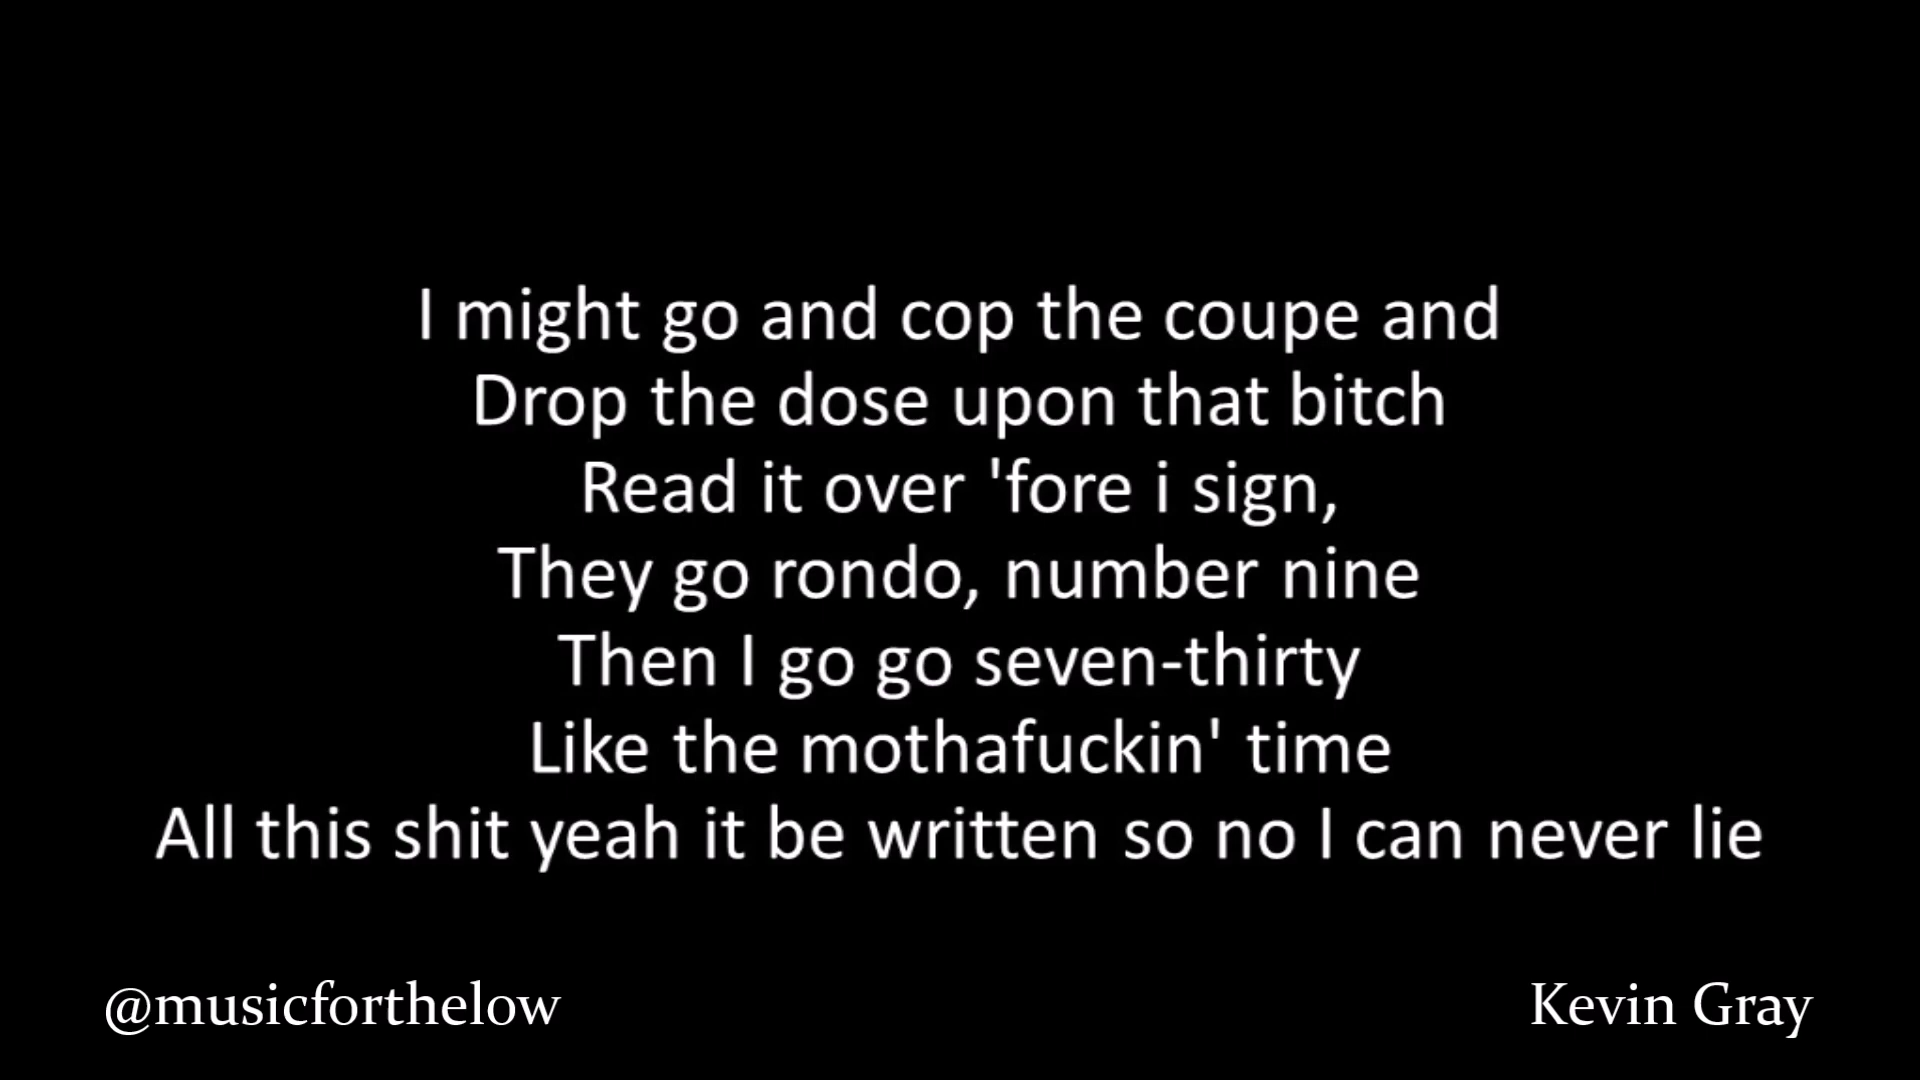 I might go and cop the coupe and
Drop the dose upon that bitch
Read it over 'fore i sign,
They go rondo, number nine
Then I go go seven-thirty
Like the mothafuckin' time
All this shit yeah it be written so no I can never lie
@musicforthelow
Kevin Gray